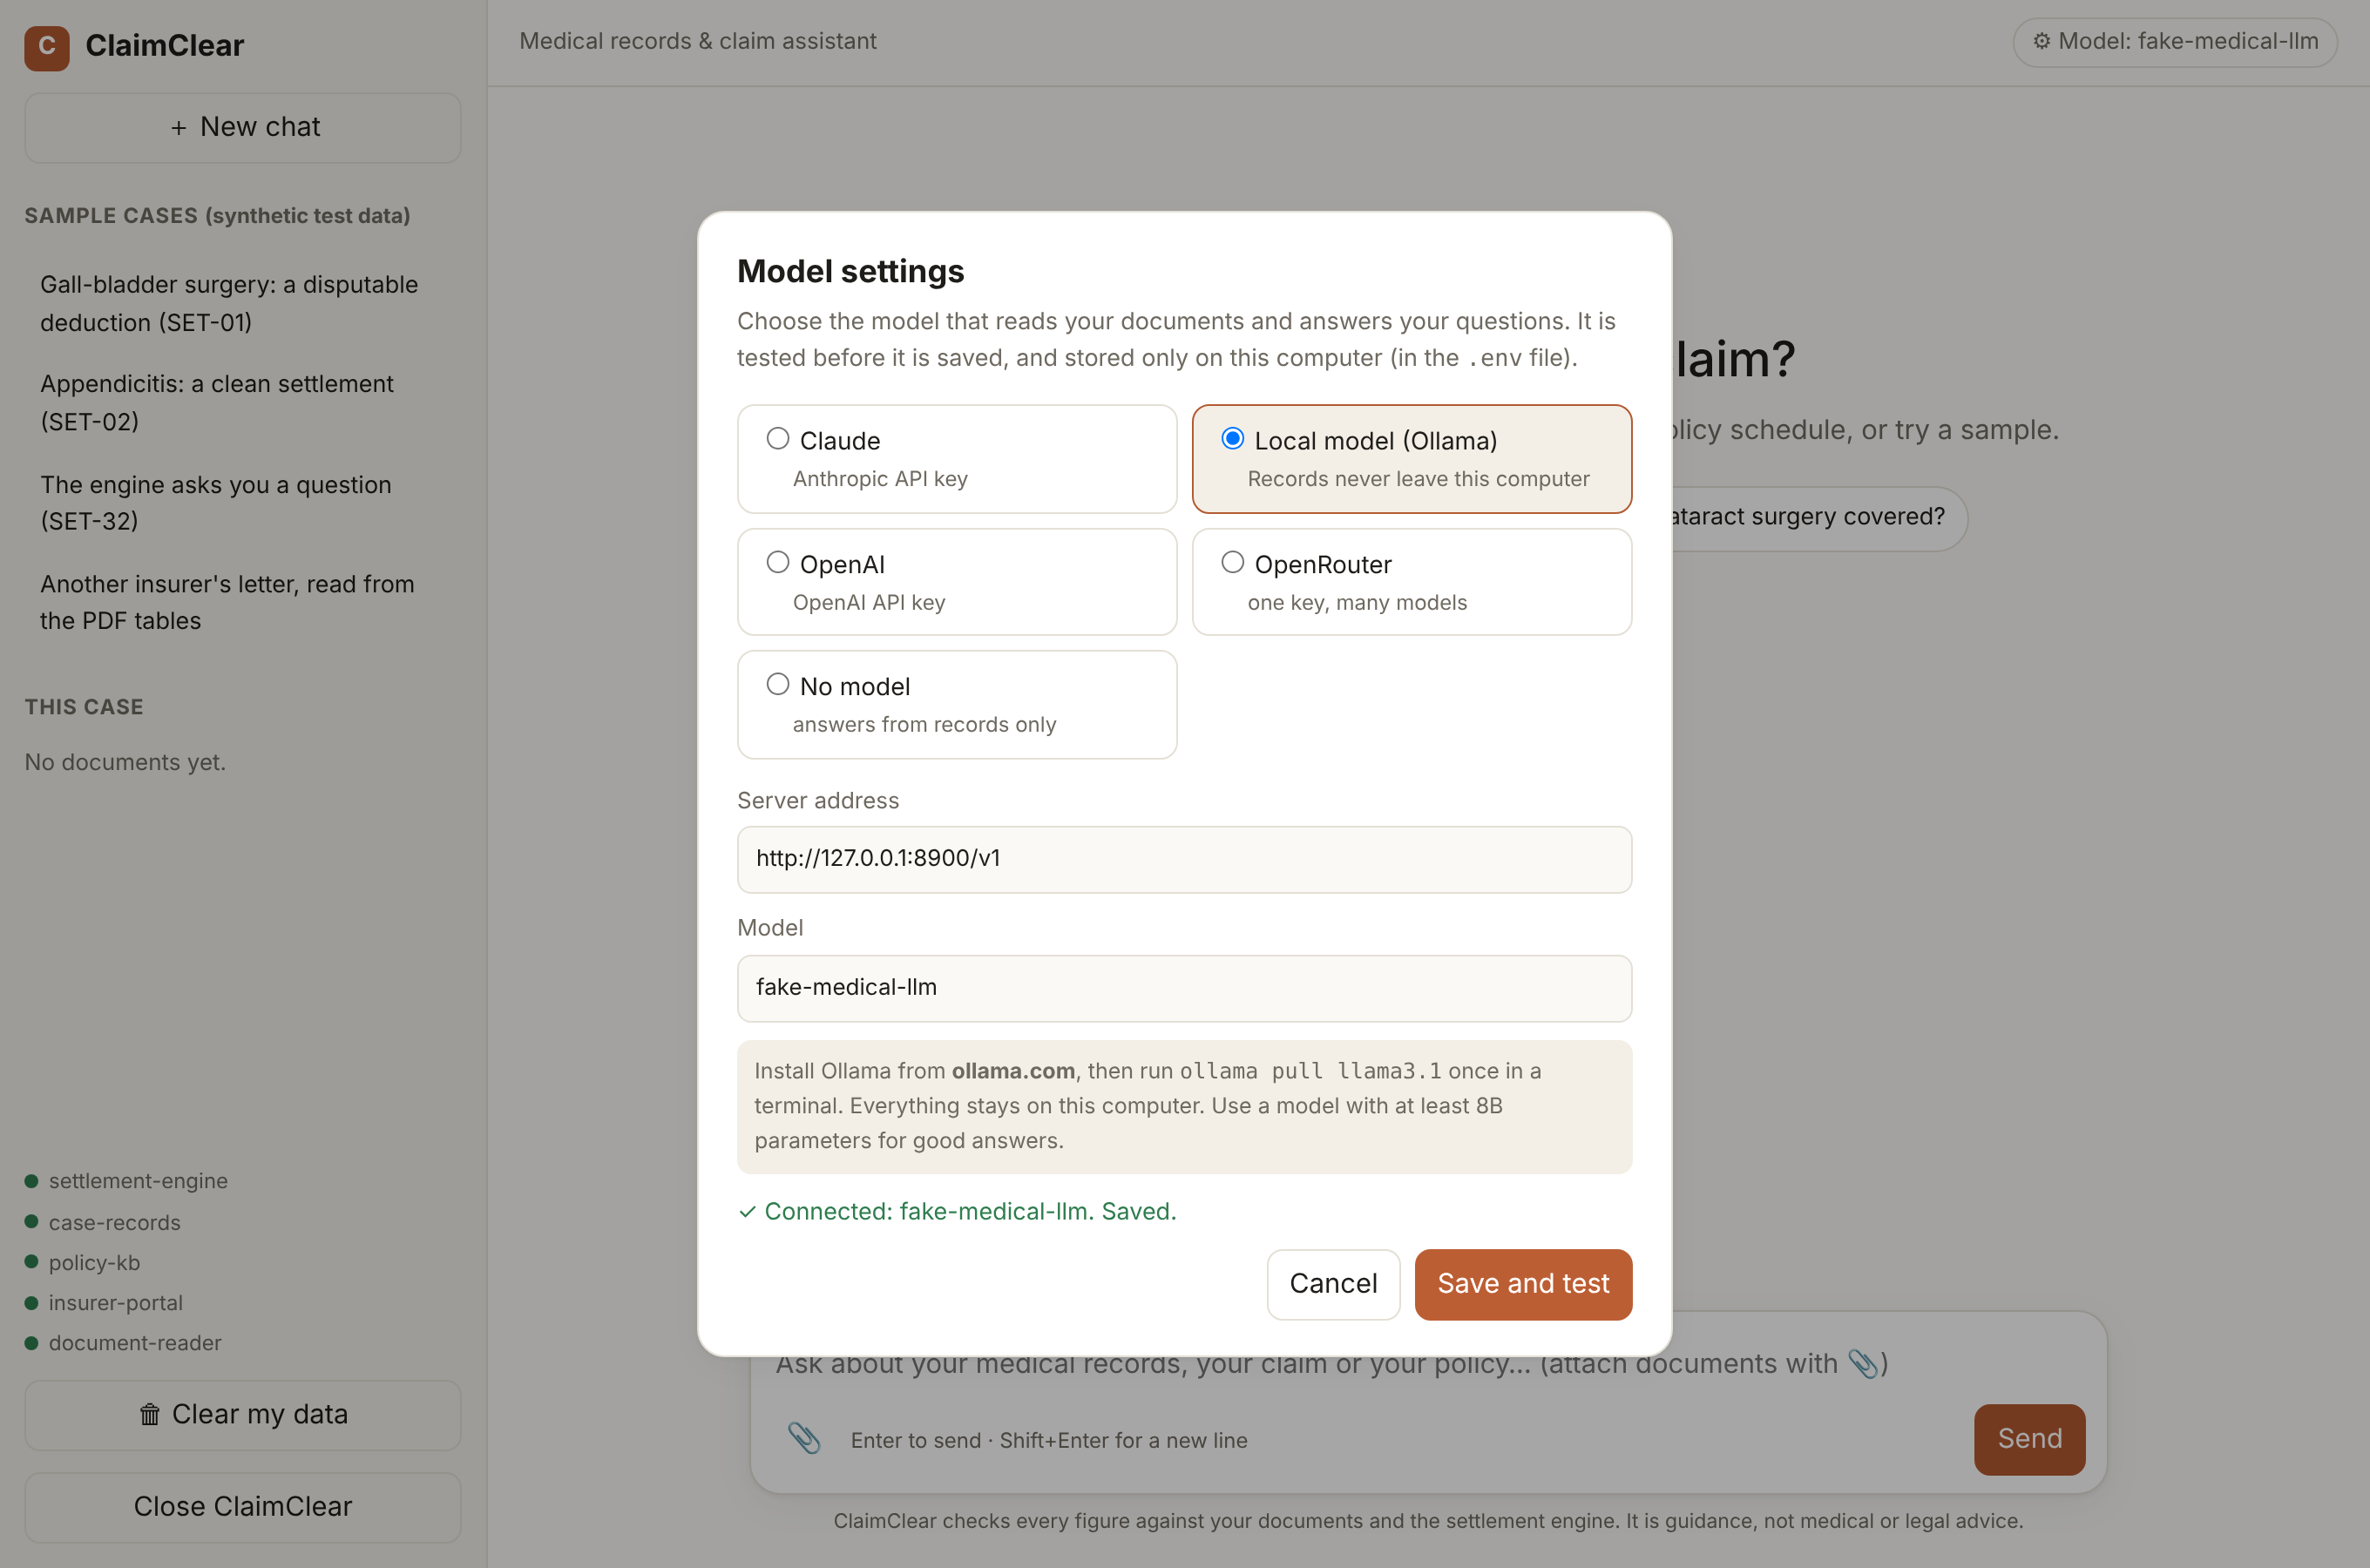 C ClaimClear
+ New chat
SAMPLE CASES (synthetic test data)
Gall-bladder surgery: a disputable
deduction (SET-01)
Appendicitis: a clean settlement
(SET-02)
The engine asks you a question
(SET-32)
Another insurer's letter, read from
the PDF tables
THIS CASE
No documents yet.
settlement-engine
case-records
policy-kb
insurer-portal
document-reader
🗑 Clear my data
Close ClaimClear
Medical records & claim assistant
⚙ Model: fake-medical-llm
laim?
licy schedule, or try a sample.
ataract surgery covered?
Model settings
Choose the model that reads your documents and answers your questions. It is
tested before it is saved, and stored only on this computer (in the .env file).
Claude
Anthropic API key
Local model (Ollama)
Records never leave this computer
OpenAI
OpenAI API key
OpenRouter
one key, many models
No model
answers from records only
Server address
http://127.0.0.1:8900/v1
Model
fake-medical-llm
Install Ollama from ollama.com, then run ollama pull llama3.1 once in a
terminal. Everything stays on this computer. Use a model with at least 8B
parameters for good answers.
✓ Connected: fake-medical-llm. Saved.
Cancel
Save and test
Ask about your medical records, your claim or your policy... (attach documents with 📎)
📎 Enter to send · Shift+Enter for a new line
Send
ClaimClear checks every figure against your documents and the settlement engine. It is guidance, not medical or legal advice.